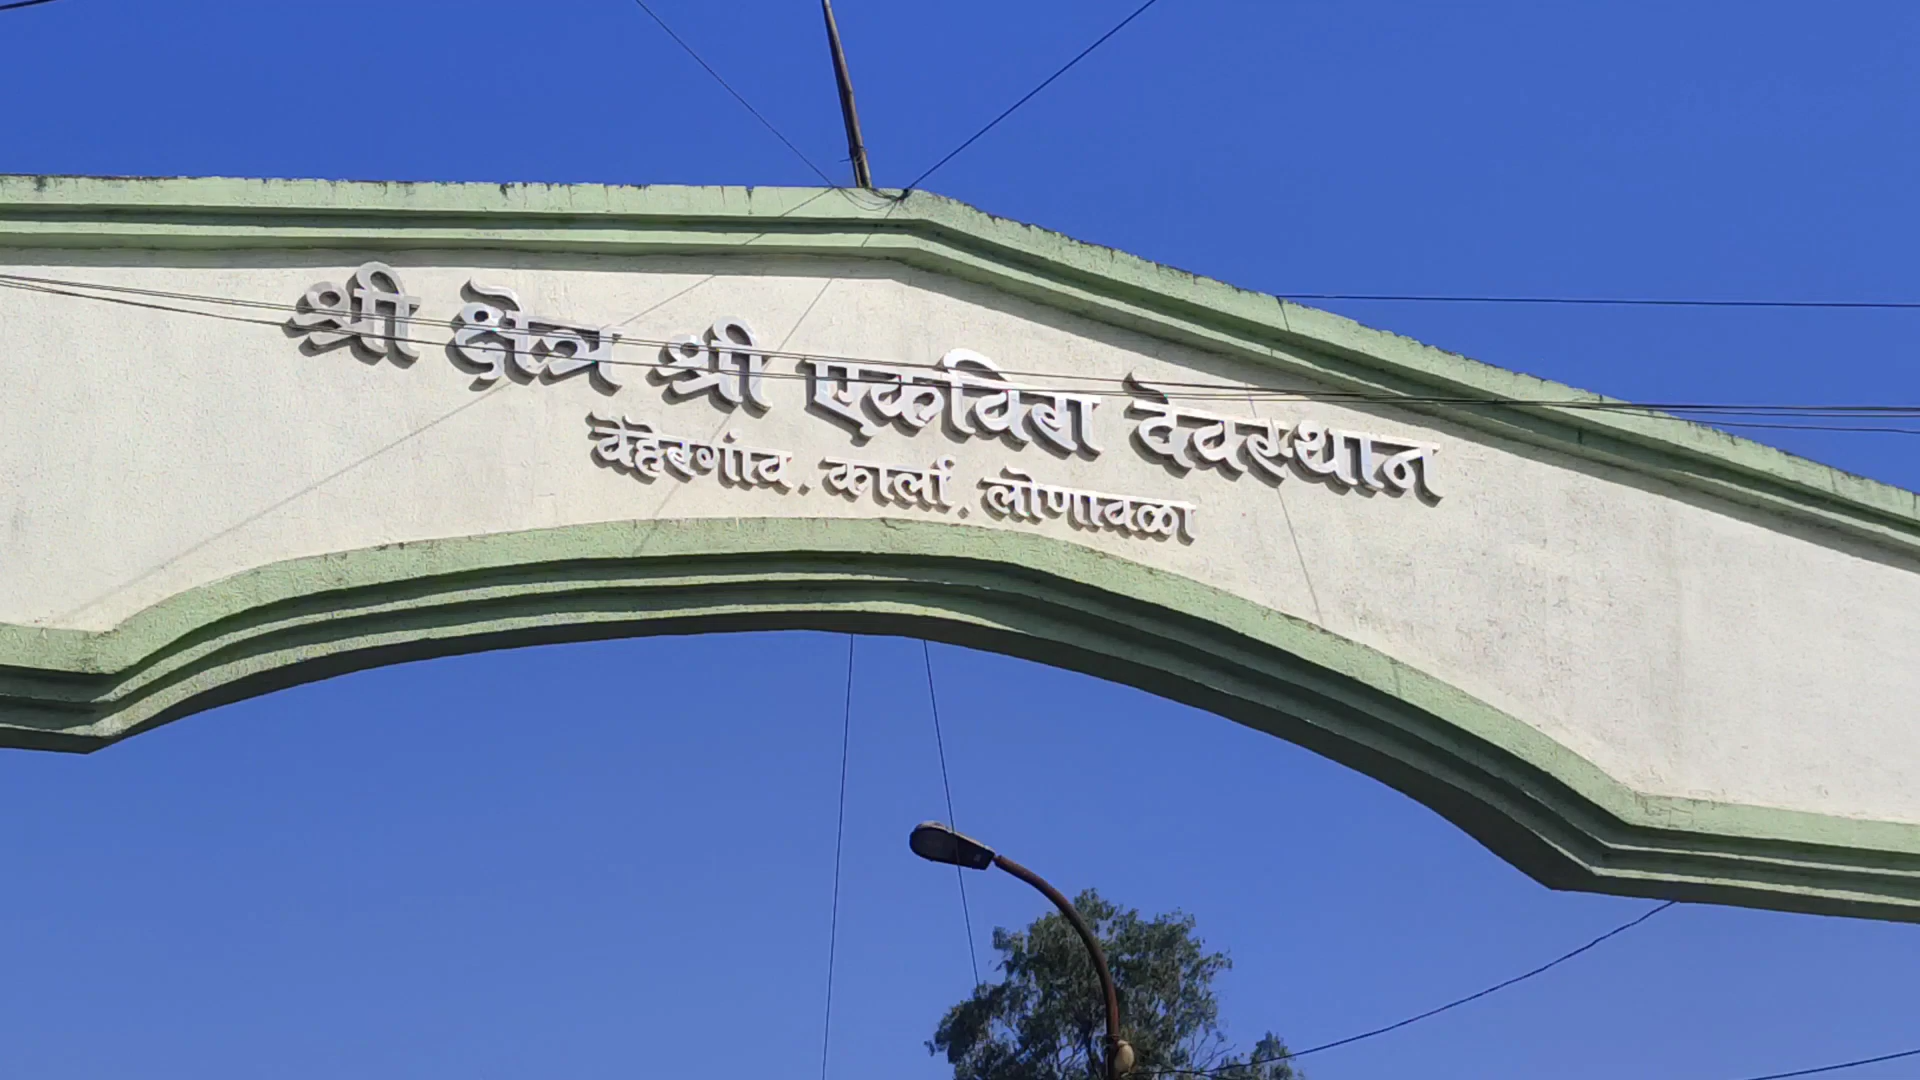 श्री क्षेत्र श्री एकविरा देवस्थान
वेहेरगांव. कार्ला. लोणावळा